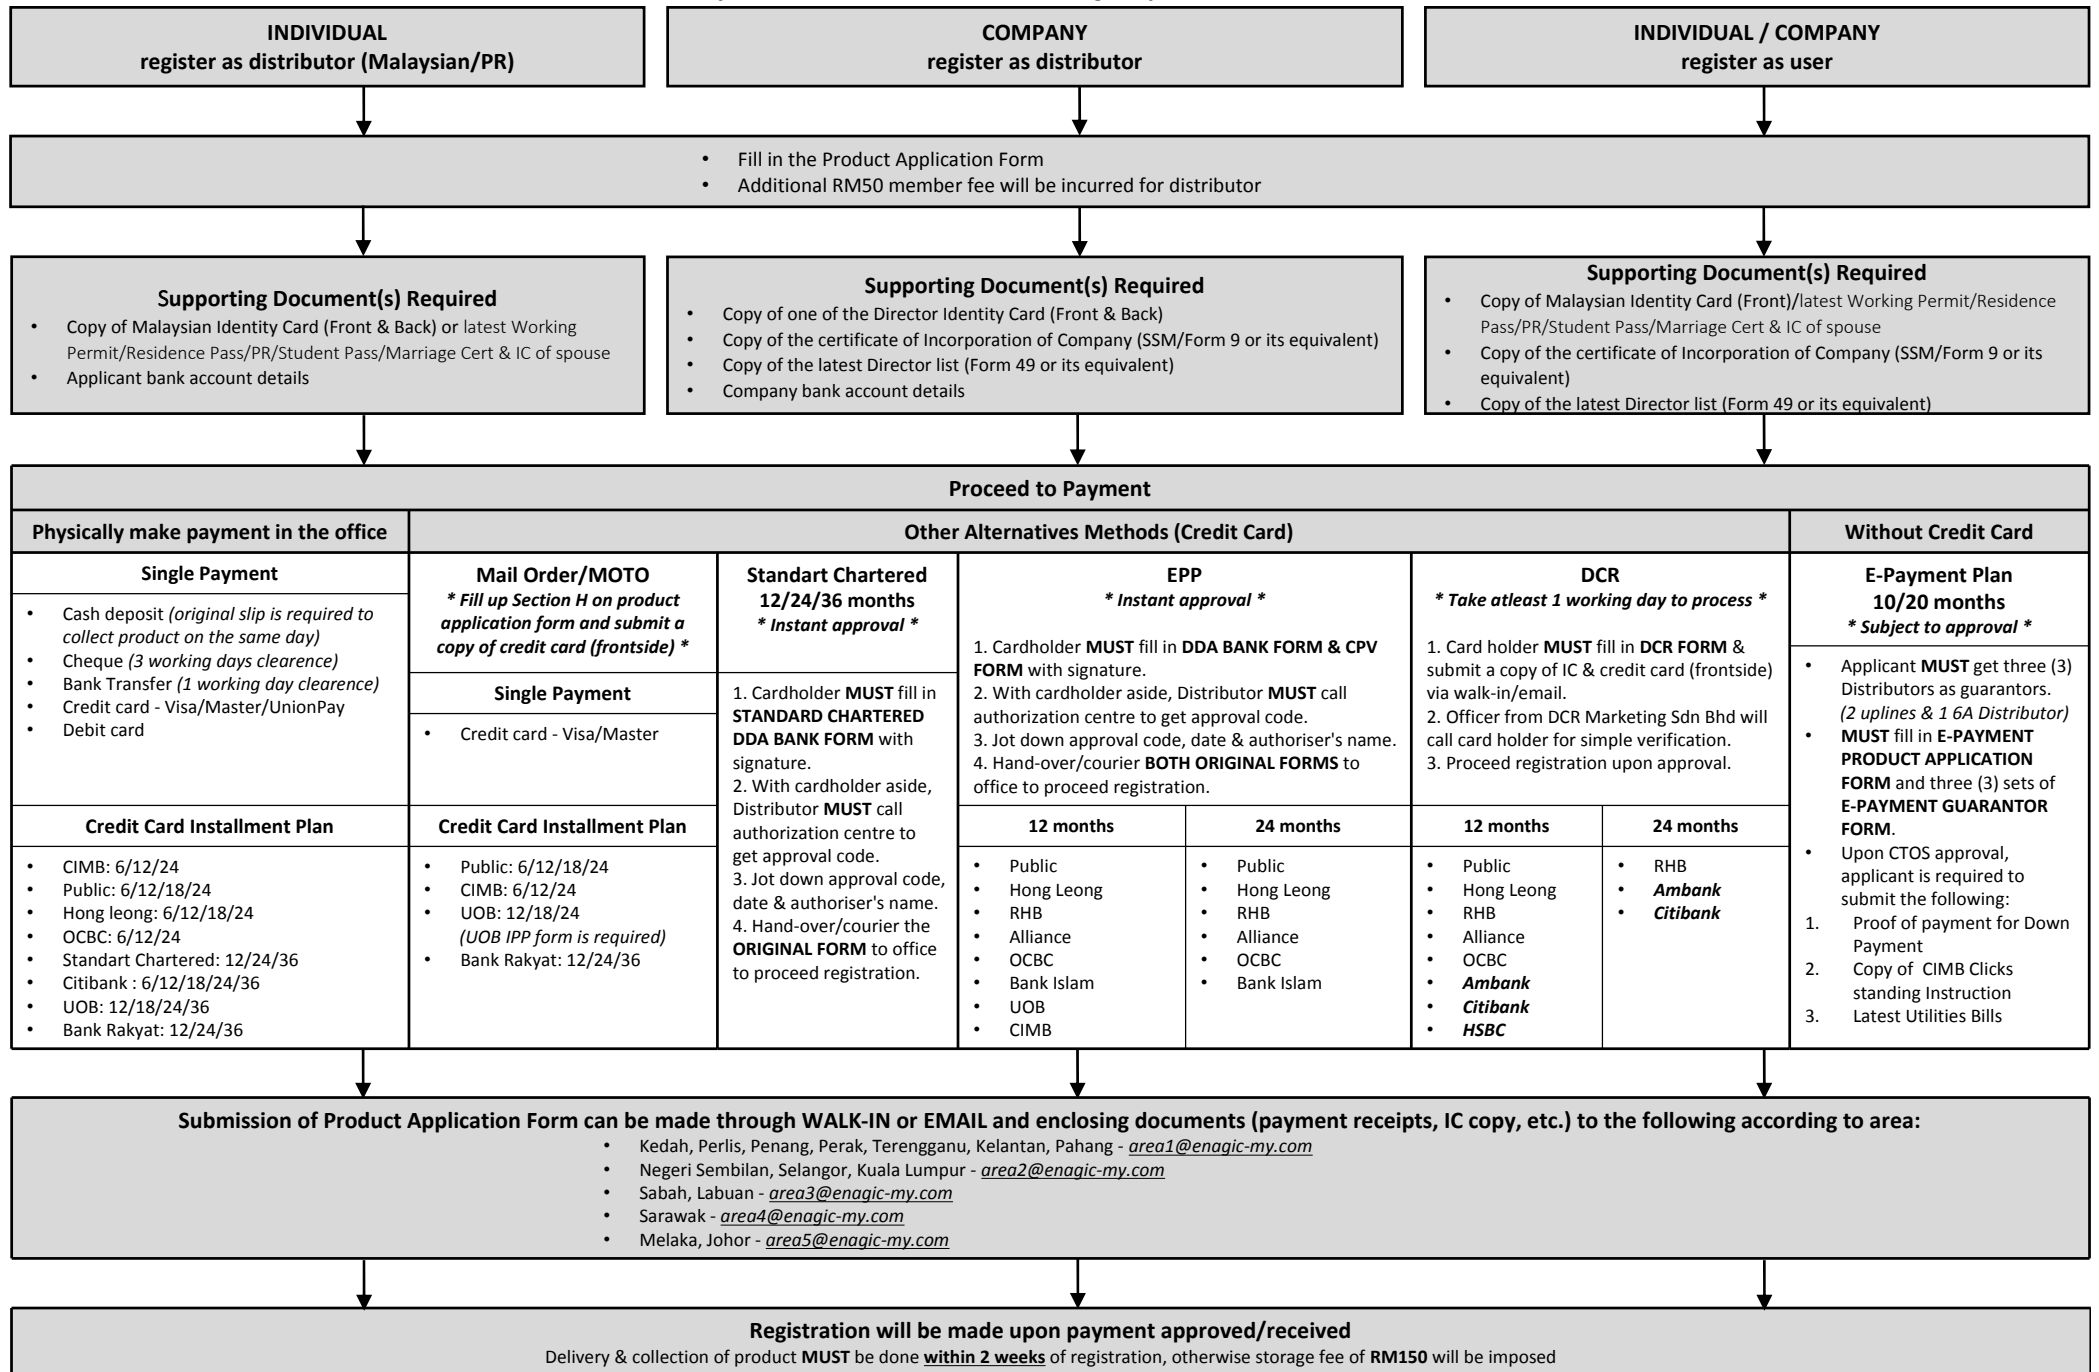 INDIVIDUAL
register as distributor (Malaysian/PR)
COMPANY
register as distributor
INDIVIDUAL / COMPANY
register as user
• Fill in the Product Application Form
• Additional RM50 member fee will be incurred for distributor
Supporting Document(s) Required
• Copy of Malaysian Identity Card (Front & Back) or latest Working
Permit/Residence Pass/PR/Student Pass/Marriage Cert & IC of spouse
• Applicant bank account details
Supporting Document(s) Required
• Copy of one of the Director Identity Card (Front & Back)
• Copy of the certificate of Incorporation of Company (SSM/Form 9 or its equivalent)
• Copy of the latest Director list (Form 49 or its equivalent)
• Company bank account details
Supporting Document(s) Required
• Copy of Malaysian Identity Card (Front)/latest Working Permit/Residence
Pass/PR/Student Pass/Marriage Cert & IC of spouse
• Copy of the certificate of Incorporation of Company (SSM/Form 9 or its
equivalent)
• Copy of the latest Director list (Form 49 or its equivalent)
Proceed to Payment
Physically make payment in the office
Other Alternatives Methods (Credit Card)
Without Credit Card
Single Payment
• Cash deposit (original slip is required to
collect product on the same day)
• Cheque (3 working days clearence)
• Bank Transfer (1 working day clearence)
• Credit card - Visa/Master/UnionPay
• Debit card
Credit Card Installment Plan
• CIMB: 6/12/24
• Public: 6/12/18/24
• Hong leong: 6/12/18/24
• OCBC: 6/12/24
• Standart Chartered: 12/24/36
• Citibank : 6/12/18/24/36
• UOB: 12/18/24/36
• Bank Rakyat: 12/24/36
Mail Order/MOTO
* Fill up Section H on product
application form and submit a
copy of credit card (frontside) *
Single Payment
• Credit card - Visa/Master
Credit Card Installment Plan
• Public: 6/12/18/24
• CIMB: 6/12/24
• UOB: 12/18/24
(UOB IPP form is required)
• Bank Rakyat: 12/24/36
Standart Chartered
12/24/36 months
* Instant approval *
1. Cardholder MUST fill in
STANDARD CHARTERED
DDA BANK FORM with
signature.
2. With cardholder aside,
Distributor MUST call
authorization centre to
get approval code.
3. Jot down approval code,
date & authoriser's name.
4. Hand-over/courier the
ORIGINAL FORM to office
to proceed registration.
EPP
* Instant approval *
1. Cardholder MUST fill in DDA BANK FORM & CPV
FORM with signature.
2. With cardholder aside, Distributor MUST call
authorization centre to get approval code.
3. Jot down approval code, date & authoriser's name.
4. Hand-over/courier BOTH ORIGINAL FORMS to
office to proceed registration.
12 months
• Public
• Hong Leong
• RHB
• Alliance
• OCBC
• Bank Islam
• UOB
• CIMB
24 months
• Public
• Hong Leong
• RHB
• Alliance
• OCBC
• Bank Islam
DCR
* Take atleast 1 working day to process *
1. Card holder MUST fill in DCR FORM &
submit a copy of IC & credit card (frontside)
via walk-in/email.
2. Officer from DCR Marketing Sdn Bhd will
call card holder for simple verification.
3. Proceed registration upon approval.
12 months
• Public
• Hong Leong
• RHB
• Alliance
• OCBC
• Ambank
• Citibank
• HSBC
24 months
• RHB
• Ambank
• Citibank
E-Payment Plan
10/20 months
* Subject to approval *
• Applicant MUST get three (3)
Distributors as guarantors.
(2 uplines & 1 6A Distributor)
• MUST fill in E-PAYMENT
PRODUCT APPLICATION
FORM and three (3) sets of
E-PAYMENT GUARANTOR
FORM.
• Upon CTOS approval,
applicant is required to
submit the following:
1. Proof of payment for Down
Payment
2. Copy of CIMB Clicks
standing Instruction
3. Latest Utilities Bills
Submission of Product Application Form can be made through WALK-IN or EMAIL and enclosing documents (payment receipts, IC copy, etc.) to the following according to area:
• Kedah, Perlis, Penang, Perak, Terengganu, Kelantan, Pahang - area1@enagic-my.com
• Negeri Sembilan, Selangor, Kuala Lumpur - area2@enagic-my.com
• Sabah, Labuan - area3@enagic-my.com
• Sarawak - area4@enagic-my.com
• Melaka, Johor - area5@enagic-my.com
Registration will be made upon payment approved/received
Delivery & collection of product MUST be done within 2 weeks of registration, otherwise storage fee of RM150 will be imposed